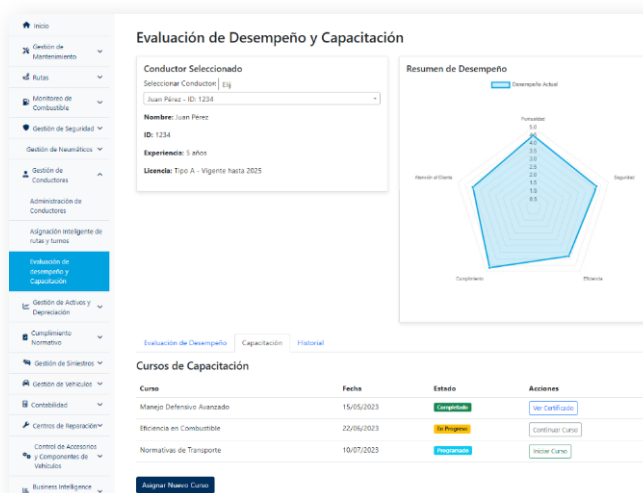 Inicio
Gestión de
Mantenimiento
Rutas
Monitoreo de
Combustible
Gestión de Seguridad
Gestión de Neumáticos
Gestión de
Conductores
Administración de
Conductores
Asignación Inteligente de
rutas y turnos
Evaluación de
desempeño y
Capacitación
Gestión de Activos y
Depreciación
Cumplimiento
Normativo
Gestión de Siniestros
Gestión de Vehículos
Contabilidad
Centros de Reparación
Control de Accesorios
y Componentes de
Vehículos
Business Intelligence
Evaluación de Desempeño y Capacitación
Conductor Seleccionado
Seleccionar Conductor: Elij
Juan Pérez - ID: 1234
Nombre: Juan Pérez
ID: 1234
Experiencia: 5 años
Licencia: Tipo A - Vigente hasta 2025
Resumen de Desempeño
Desempeño Actual
Puntualidad
5.0
4.5
4.0
3.5
3.0
2.5
2.0
1.5
1.0
0.5
Atención al Cliente
Seguridad
Cumplimiento
Eficiencia
Evaluación de Desempeño Capacitación Historial
Cursos de Capacitación
Curso Fecha Estado Acciones
Manejo Defensivo Avanzado 15/05/2023 Completado Ver Certificado
Eficiencia en Combustible 22/06/2023 En Progreso Continuar Curso
Normativas de Transporte 10/07/2023 Programado Iniciar Curso
Asignar Nuevo Curso